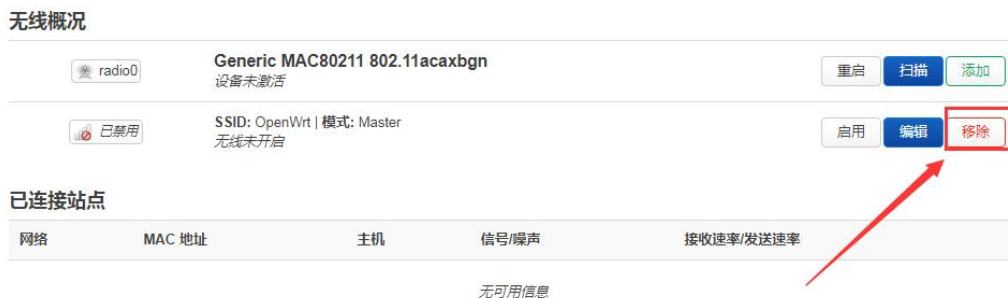 无线概况
radio0 Generic MAC80211 802.11acaxbgn 重启 扫描 添加
设备未激活
已禁用 SSID: OpenWrt | 模式: Master 启用 编辑 移除
无线未开启
已连接站点
网络 MAC 地址 主机 信号/噪声 接收速率/发送速率
无可用信息